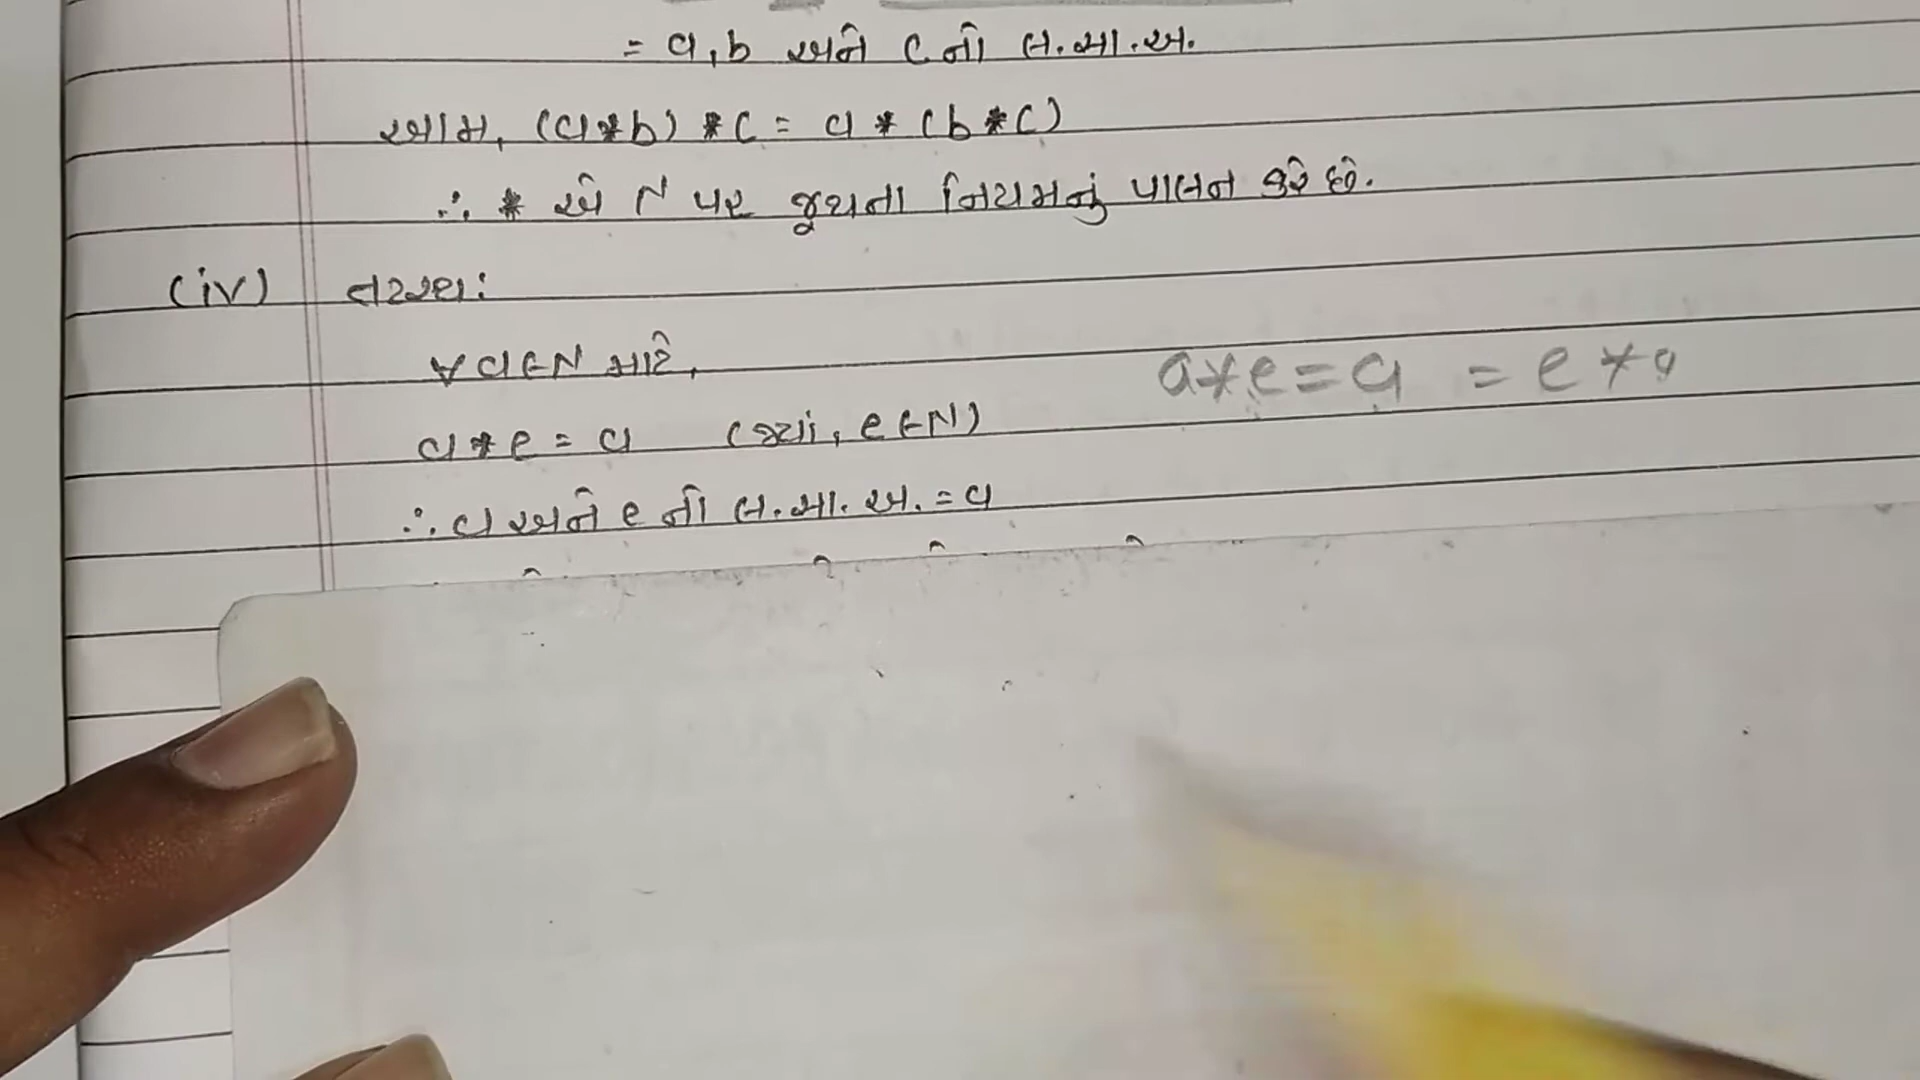 = a, b અને c નો લ.સા.અ.
આમ, (a * b) * c = a * (b * c)
∴ * એ N પર જૂથના નિયમનું પાલન કરે છે.
(iv) તટસ્થ:
∀ a ∈ N માટે,
a * e = a = e * a
a * e = a (જ્યાં, e ∈ N)
∴ a અને e નો લ.સા.અ. = a